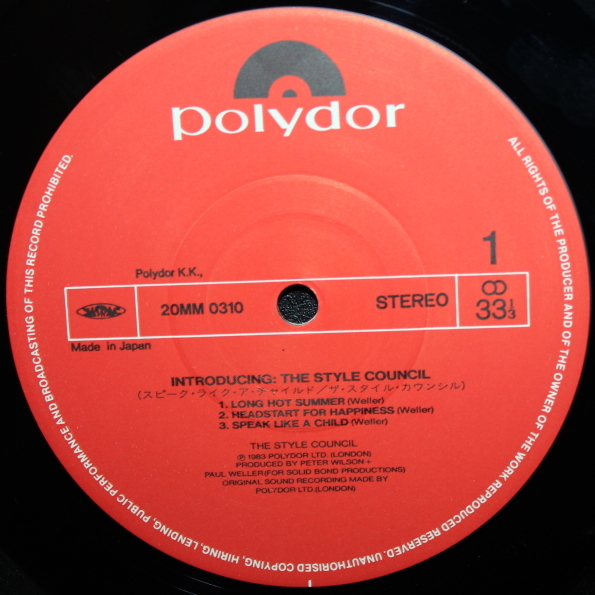 polydor
1
Polydor K.K.,
20MM 0310
STEREO
33 1/3
Made in Japan
INTRODUCING: THE STYLE COUNCIL
(スピーク・ライク・ア・チャイルド/ザ・スタイル・カウンシル)
1. LONG HOT SUMMER (Weller)
2. HEADSTART FOR HAPPINESS (Weller)
3. SPEAK LIKE A CHILD (Weller)
THE STYLE COUNCIL
℗ 1983 POLYDOR LTD. (LONDON)
PRODUCED BY PETER WILSON +
PAUL WELLER (FOR SOLID BOND PRODUCTIONS)
ORIGINAL SOUND RECORDING MADE BY
POLYDOR LTD. (LONDON)
ALL RIGHTS OF THE PRODUCER AND OF THE OWNER OF THE WORK REPRODUCED RESERVED. UNAUTHORISED COPYING, HIRING, LENDING, PUBLIC PERFORMANCE AND BROADCASTING OF THIS RECORD PROHIBITED.